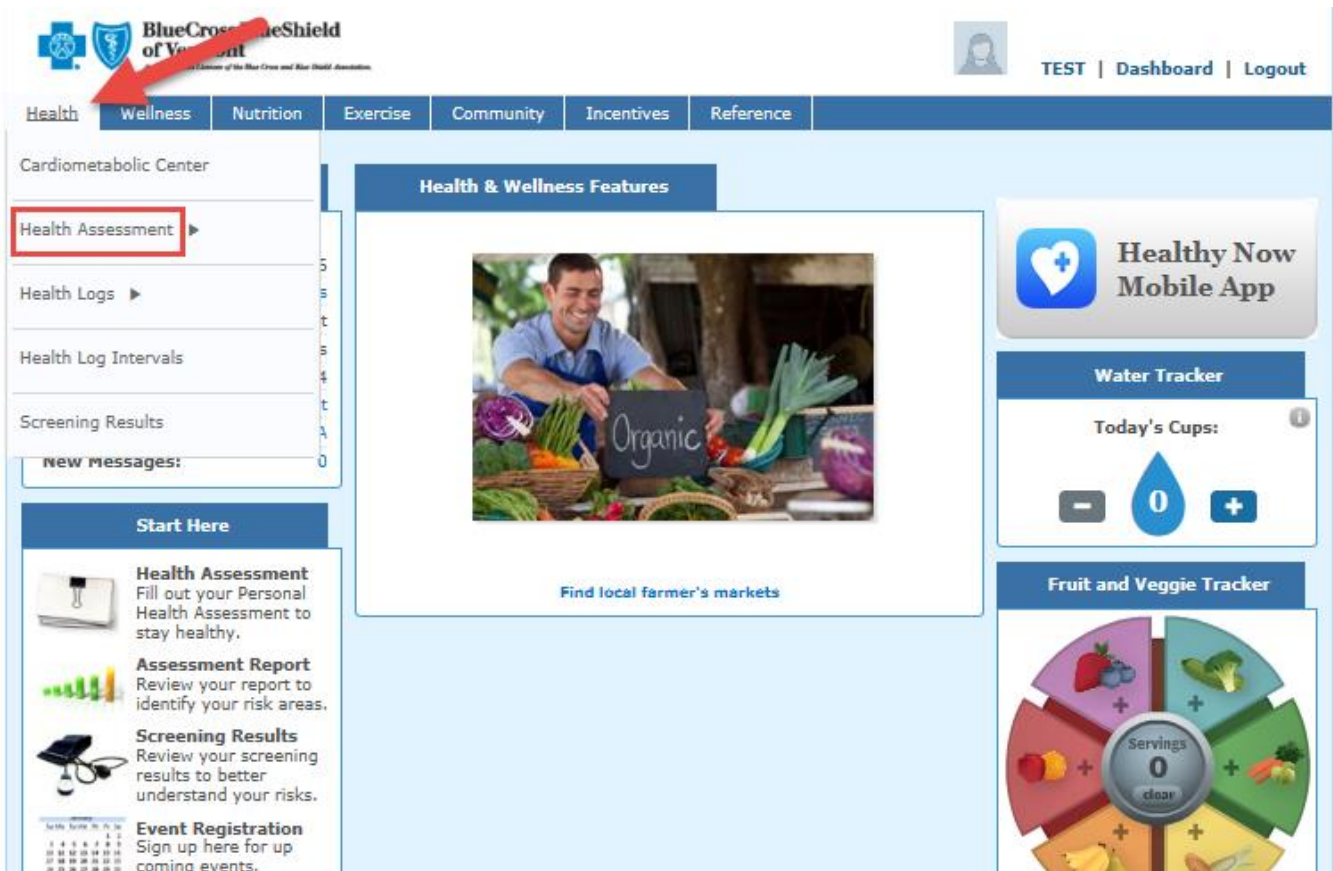 BlueCross BlueShield
of Vermont
TEST | Dashboard | Logout
Health Wellness Nutrition Exercise Community Incentives Reference
Cardiometabolic Center
Health Assessment ▶
Health Logs ▶
Health Log Intervals
Screening Results
5
s
t
s
4
t
A
New Messages: 0
Start Here
Health Assessment
Fill out your Personal
Health Assessment to
stay healthy.
Assessment Report
Review your report to
identify your risk areas.
Screening Results
Review your screening
results to better
understand your risks.
Event Registration
Sign up here for up
coming events.
Health & Wellness Features
Organic
Find local farmer's markets
Healthy Now
Mobile App
Water Tracker
Today's Cups:
0
Fruit and Veggie Tracker
Servings
0
clear